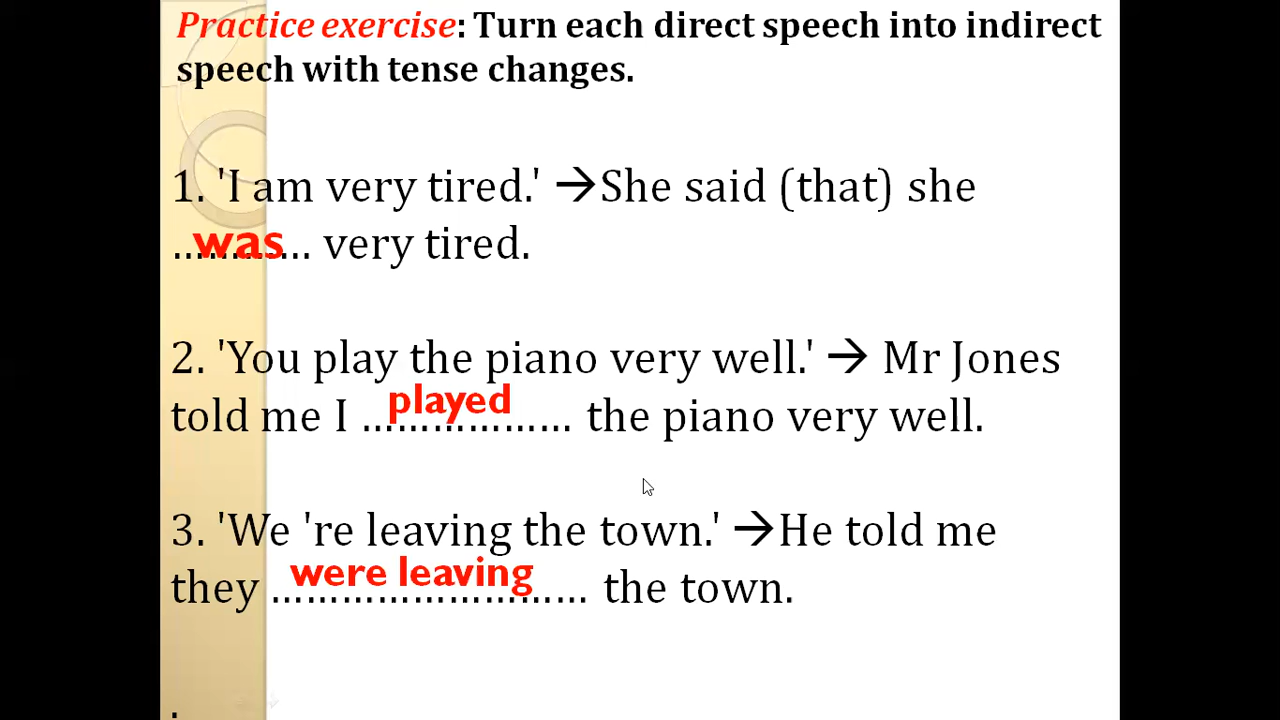 Practice exercise: Turn each direct speech into indirect
speech with tense changes.
1. 'I am very tired.' →She said (that) she
…was… very tired.
2. 'You play the piano very well.' → Mr Jones
told me I …played… the piano very well.
3. 'We 're leaving the town.' →He told me
they …were leaving… the town.
.